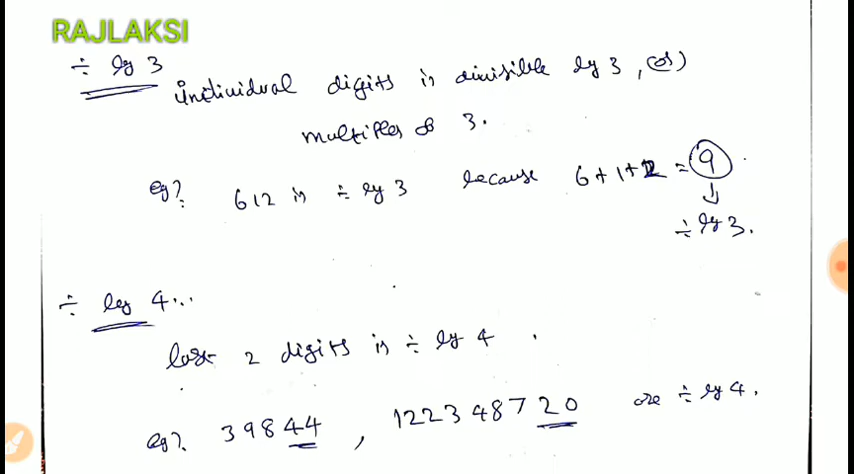 RAJLAKSI
÷ by 3
individual digits is divisible by 3, (or)
multiples of 3.
eg: 612 is ÷ by 3 because 6+1+2 = 9
÷ by 3.
÷ by 4...
last 2 digits is ÷ by 4.
eg: 39844, 122348720 are ÷ by 4.